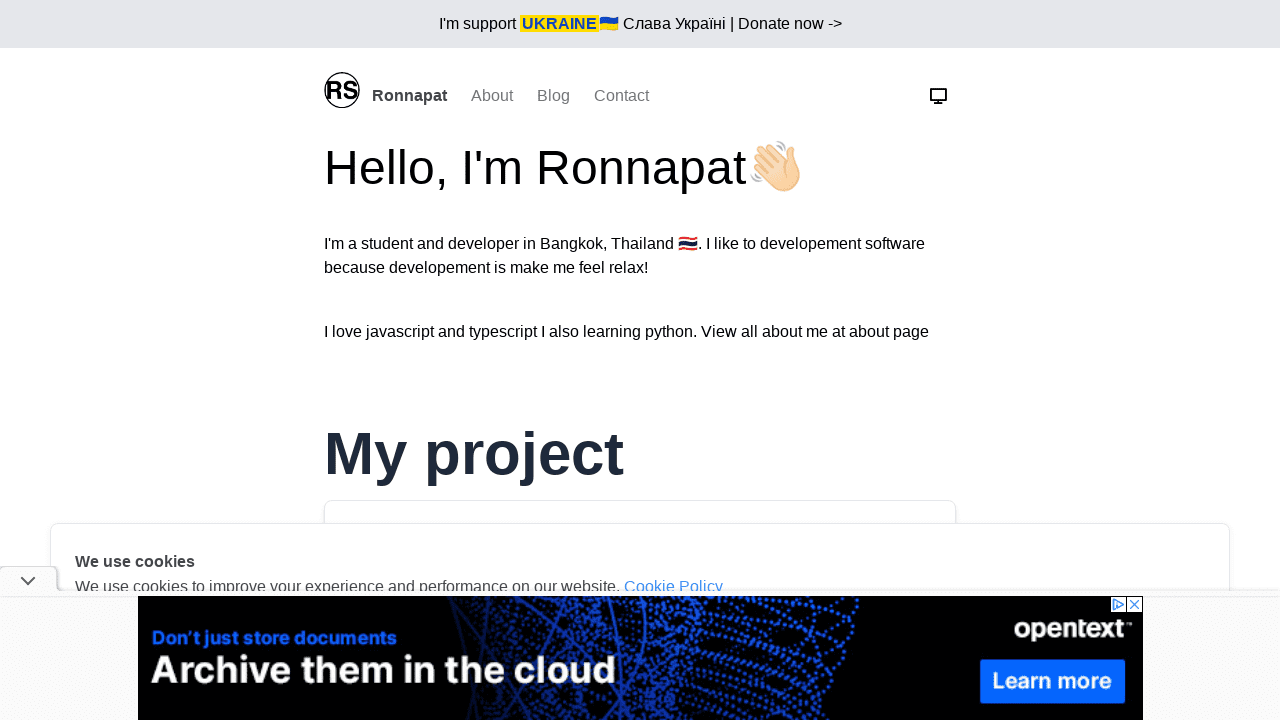 I'm support UKRAINE🇺🇦 Слава Україні | Donate now ->
RS Ronnapat About Blog Contact
Hello, I'm Ronnapat👋🏻
I'm a student and developer in Bangkok, Thailand 🇹🇭. I like to developement software
because developement is make me feel relax!
I love javascript and typescript I also learning python. View all about me at about page
My project
We use cookies
We use cookies to improve your experience and performance on our website. Cookie Policy
Don't just store documents
Archive them in the cloud
opentext™
Learn more